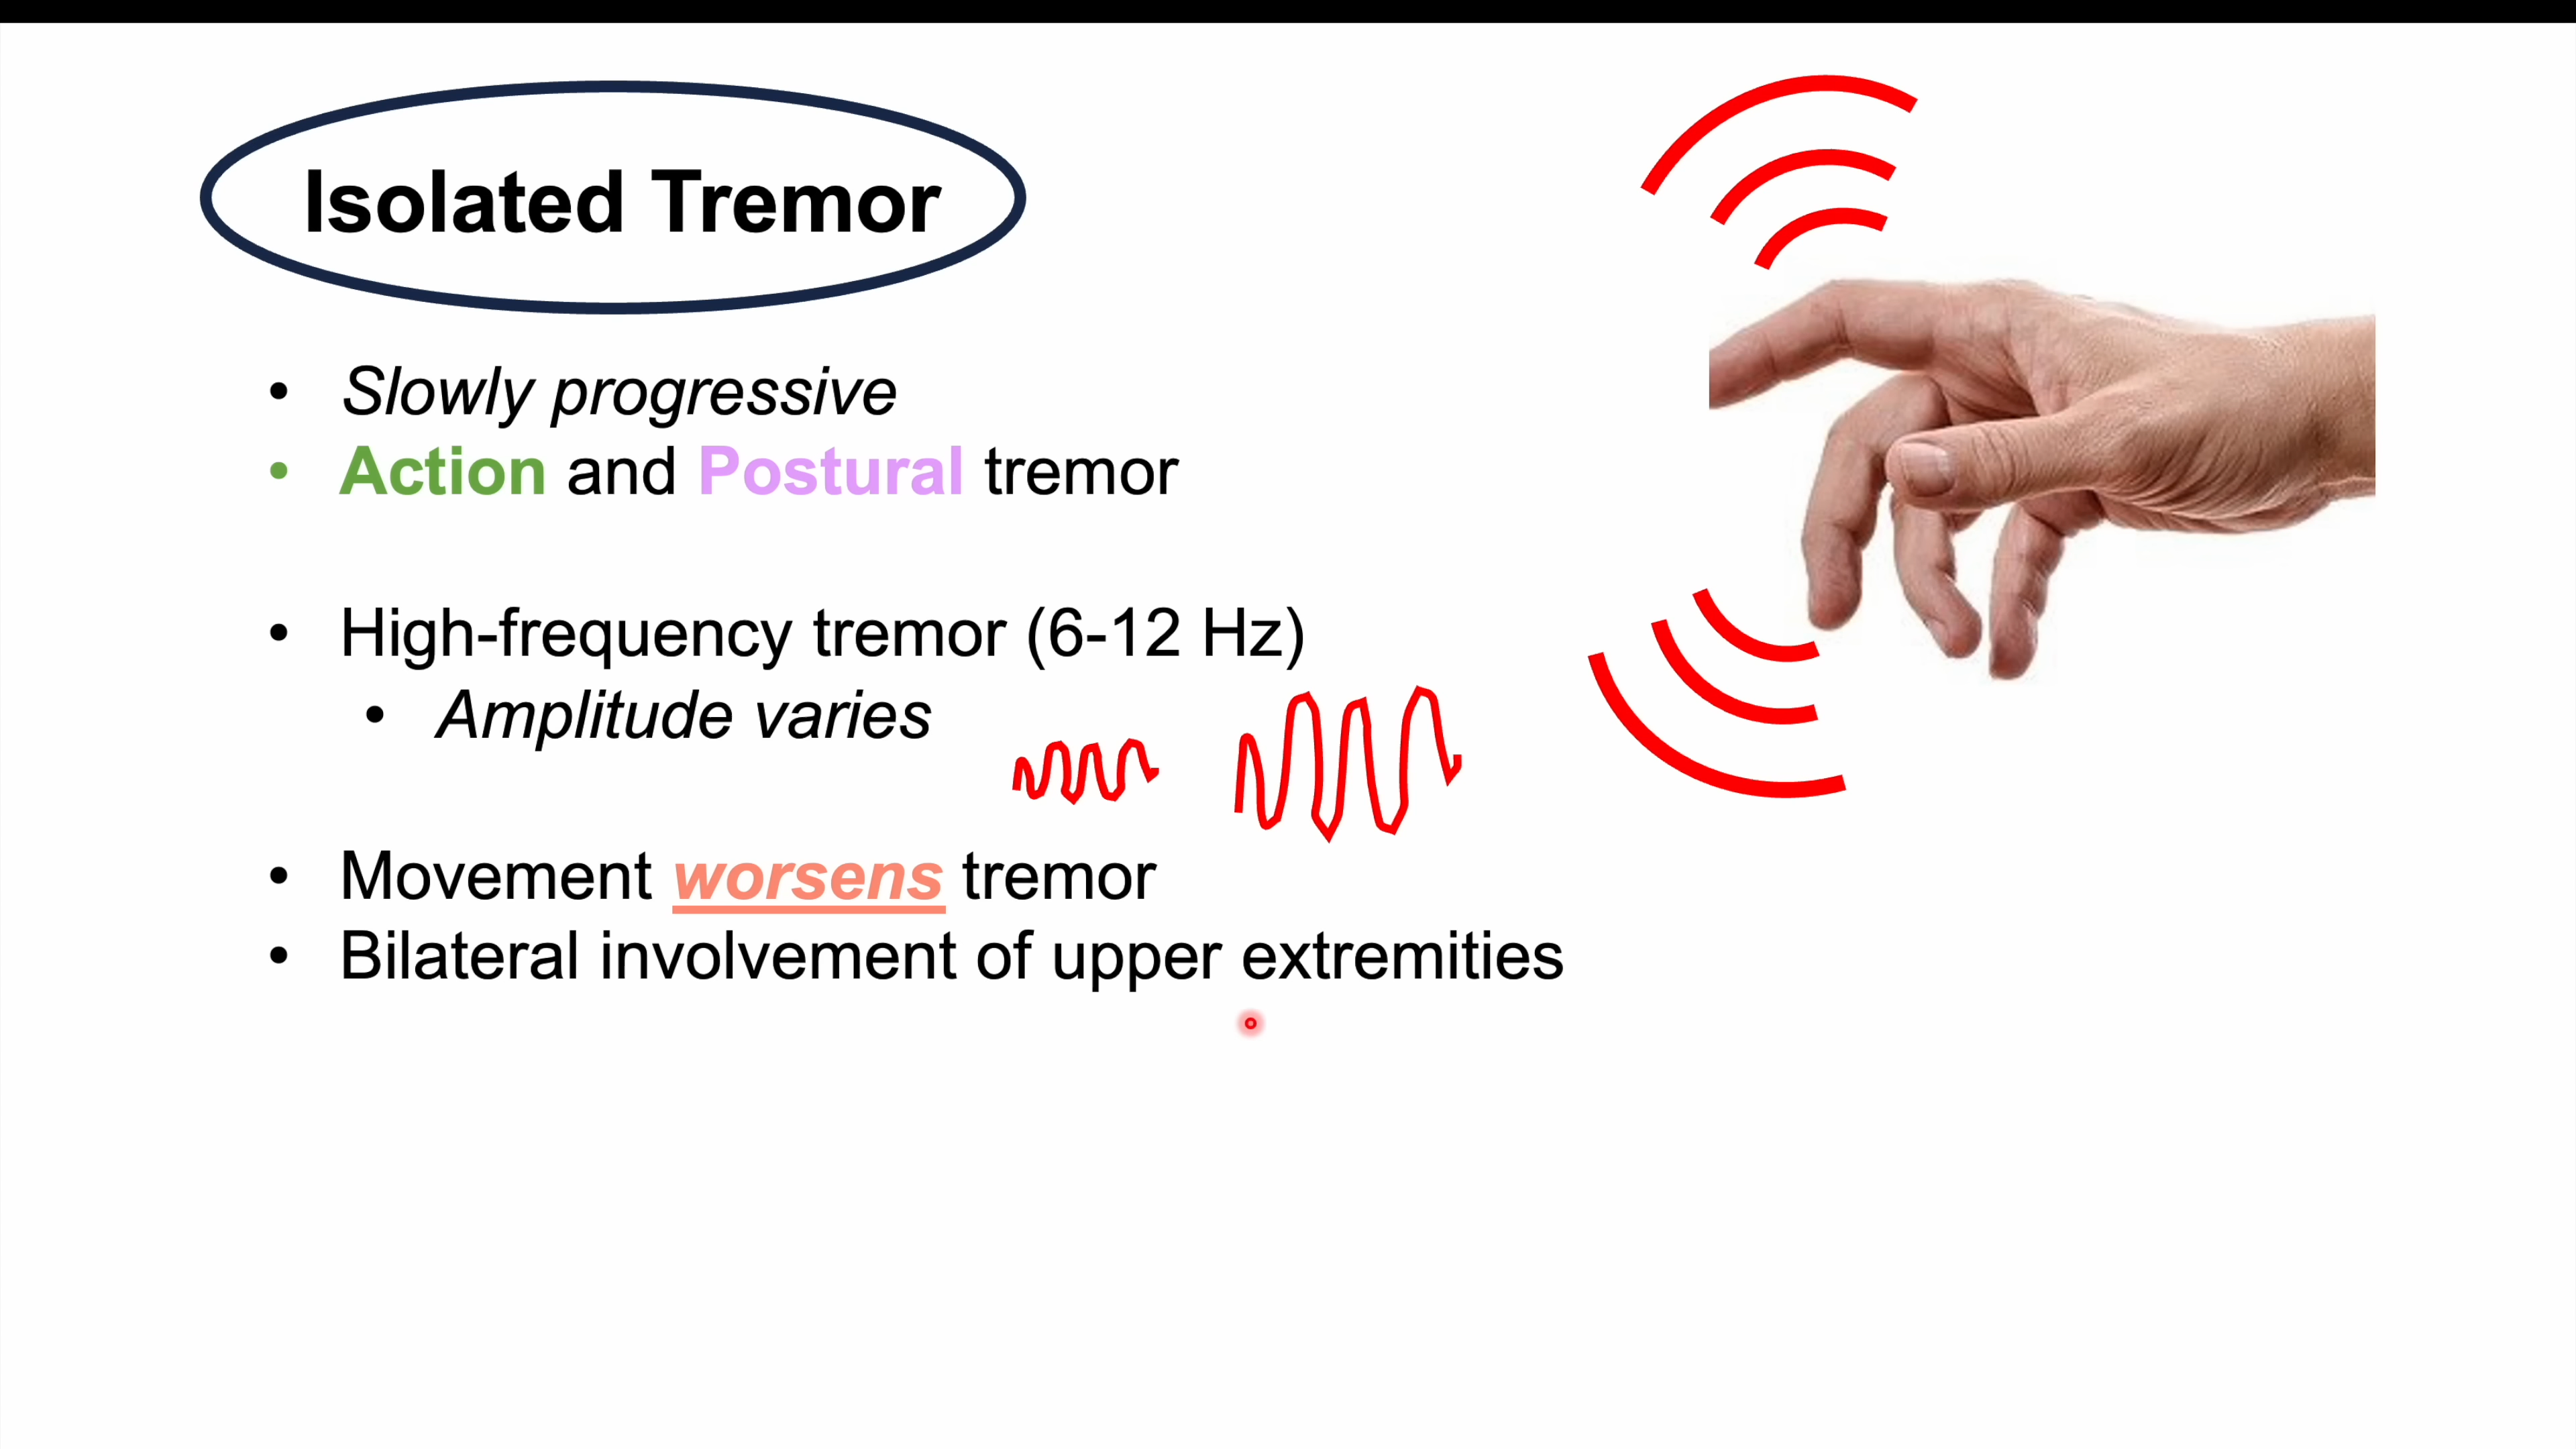 Isolated Tremor
• Slowly progressive
• Action and Postural tremor
• High-frequency tremor (6-12 Hz)
• Amplitude varies
• Movement worsens tremor
• Bilateral involvement of upper extremities